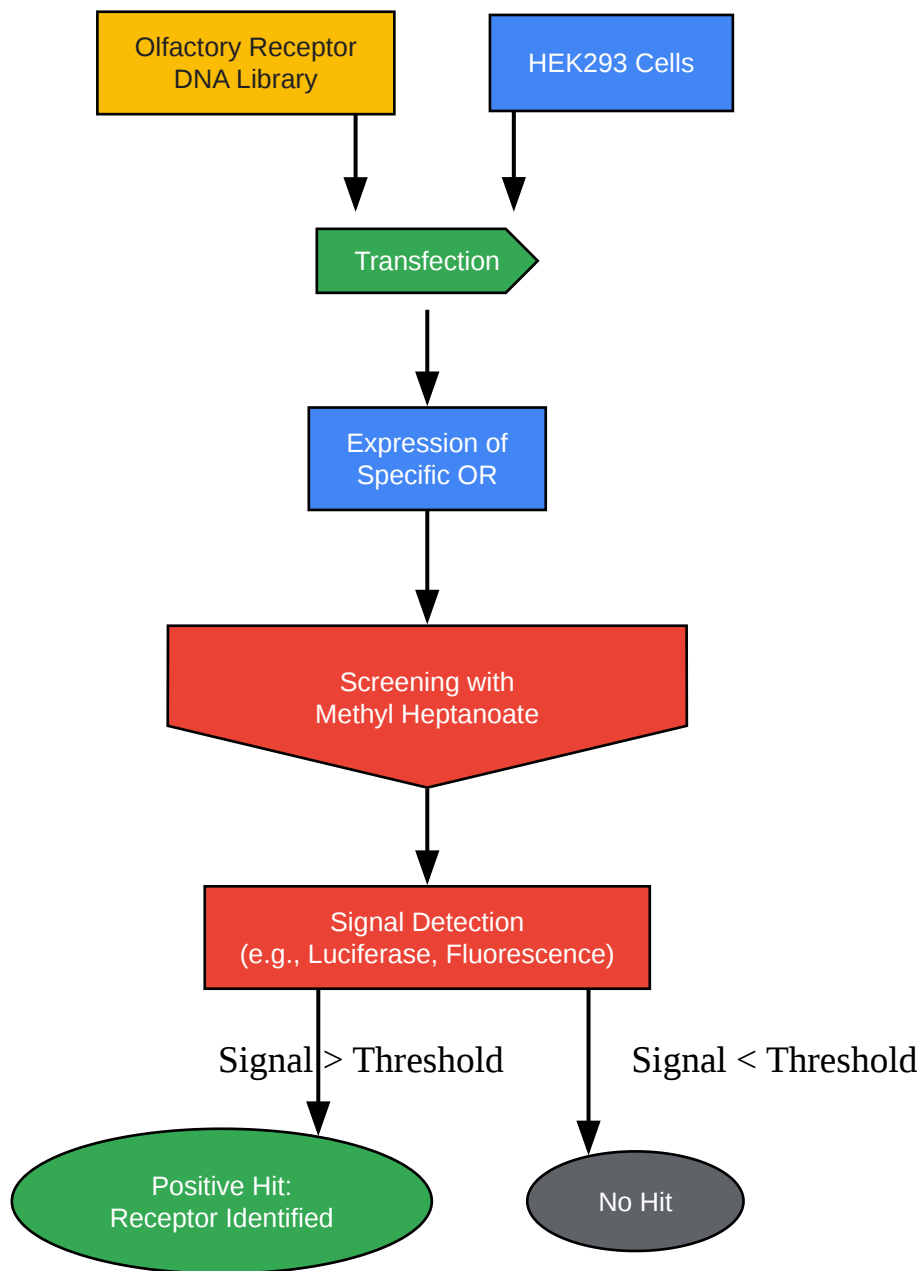 Olfactory Receptor
DNA Library
HEK293 Cells
Transfection
Expression of
Specific OR
Screening with
Methyl Heptanoate
Signal Detection
(e.g., Luciferase, Fluorescence)
Signal > Threshold
Signal < Threshold
Positive Hit:
Receptor Identified
No Hit